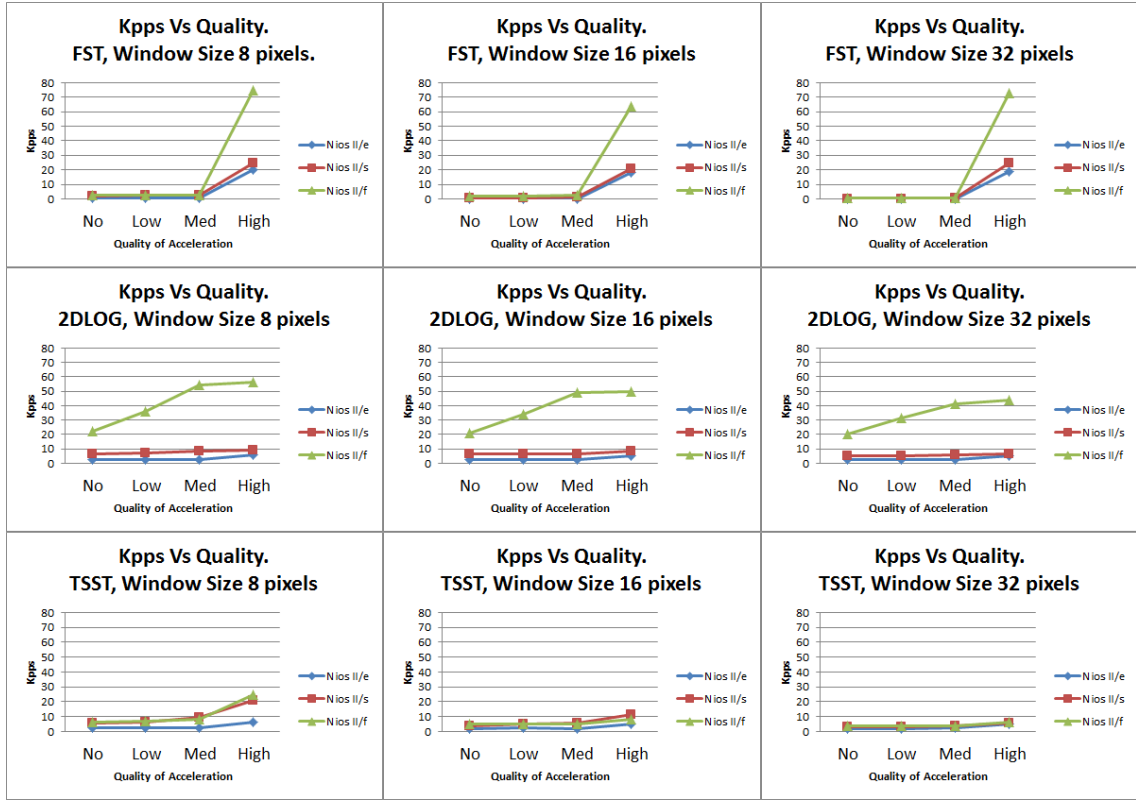 Kpps Vs Quality.
FST, Window Size 8 pixels.
80
70
60
50
40
30
20
10
0
Kpps
No Low Med High
Quality of Acceleration
Nios II/e
Nios II/s
Nios II/f
Kpps Vs Quality.
FST, Window Size 16 pixels
80
70
60
50
40
30
20
10
0
Kpps
No Low Med High
Quality of Acceleration
Nios II/e
Nios II/s
Nios II/f
Kpps Vs Quality.
FST, Window Size 32 pixels
80
70
60
50
40
30
20
10
0
Kpps
No Low Med High
Quality of Acceleration
Nios II/e
Nios II/s
Nios II/f
Kpps Vs Quality.
2DLOG, Window Size 8 pixels
80
70
60
50
40
30
20
10
0
Kpps
No Low Med High
Quality of Acceleration
Nios II/e
Nios II/s
Nios II/f
Kpps Vs Quality.
2DLOG, Window Size 16 pixels
80
70
60
50
40
30
20
10
0
Kpps
No Low Med High
Quality of Acceleration
Nios II/e
Nios II/s
Nios II/f
Kpps Vs Quality.
2DLOG, Window Size 32 pixels
80
70
60
50
40
30
20
10
0
Kpps
No Low Med High
Quality of Acceleration
Nios II/e
Nios II/s
Nios II/f
Kpps Vs Quality.
TSST, Window Size 8 pixels
80
70
60
50
40
30
20
10
0
Kpps
No Low Med High
Quality of Acceleration
Nios II/e
Nios II/s
Nios II/f
Kpps Vs Quality.
TSST, Window Size 16 pixels
80
70
60
50
40
30
20
10
0
Kpps
No Low Med High
Quality of Acceleration
Nios II/e
Nios II/s
Nios II/f
Kpps Vs Quality.
TSST, Window Size 32 pixels
80
70
60
50
40
30
20
10
0
Kpps
No Low Med High
Quality of Acceleration
Nios II/e
Nios II/s
Nios II/f